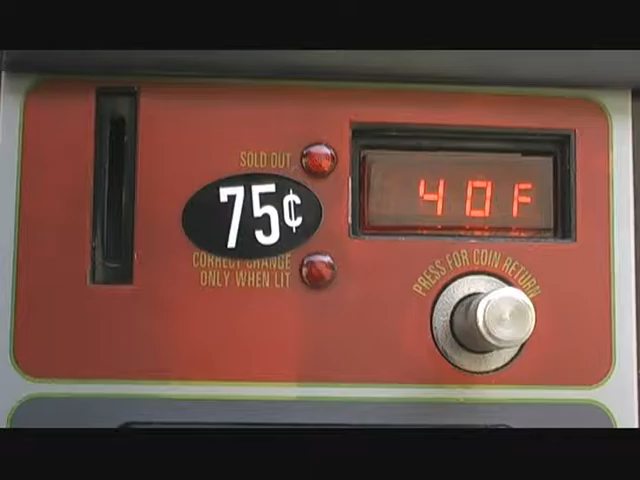 SOLD OUT
75¢
CORRECT CHANGE
ONLY WHEN LIT
40F
PRESS FOR COIN RETURN